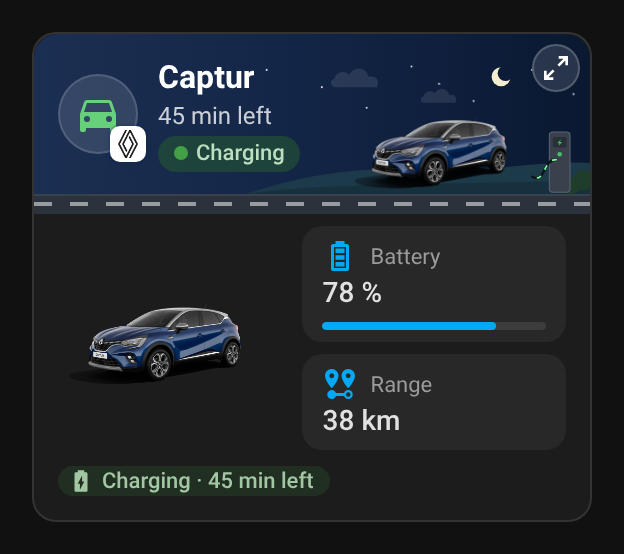 Captur
45 min left
Charging
Battery
78 %
Range
38 km
Charging · 45 min left